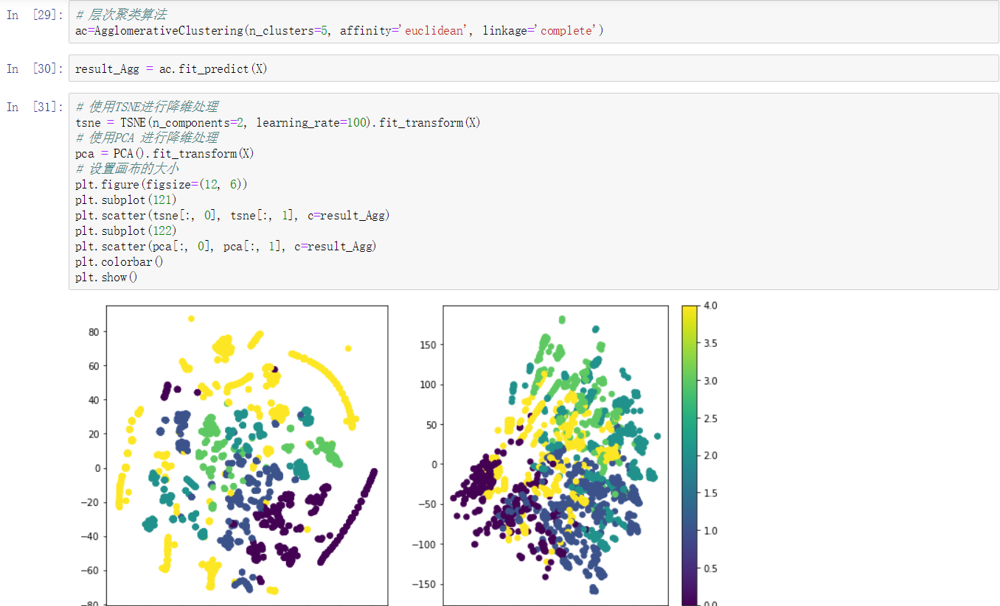 In [29]:
# 层次聚类算法
ac=AgglomerativeClustering(n_clusters=5, affinity='euclidean', linkage='complete')
In [30]:
result_Agg = ac.fit_predict(X)
In [31]:
# 使用TSNE进行降维处理
tsne = TSNE(n_components=2, learning_rate=100).fit_transform(X)
# 使用PCA 进行降维处理
pca = PCA().fit_transform(X)
# 设置画布的大小
plt.figure(figsize=(12, 6))
plt.subplot(121)
plt.scatter(tsne[:, 0], tsne[:, 1], c=result_Agg)
plt.subplot(122)
plt.scatter(pca[:, 0], pca[:, 1], c=result_Agg)
plt.colorbar()
plt.show()
80
60
40
20
0
−20
−40
−60
−80
150
100
50
0
−50
−100
−150
4.0
3.5
3.0
2.5
2.0
1.5
1.0
0.5
0.0